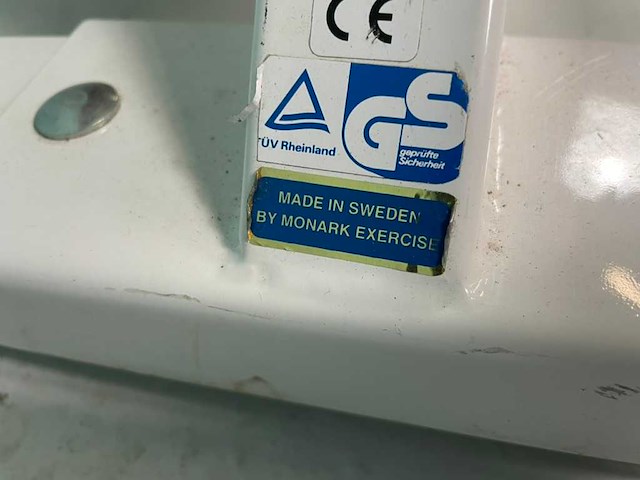 CE
TÜV Rheinland
GS
geprüfte
Sicherheit
MADE IN SWEDEN
BY MONARK EXERCISE